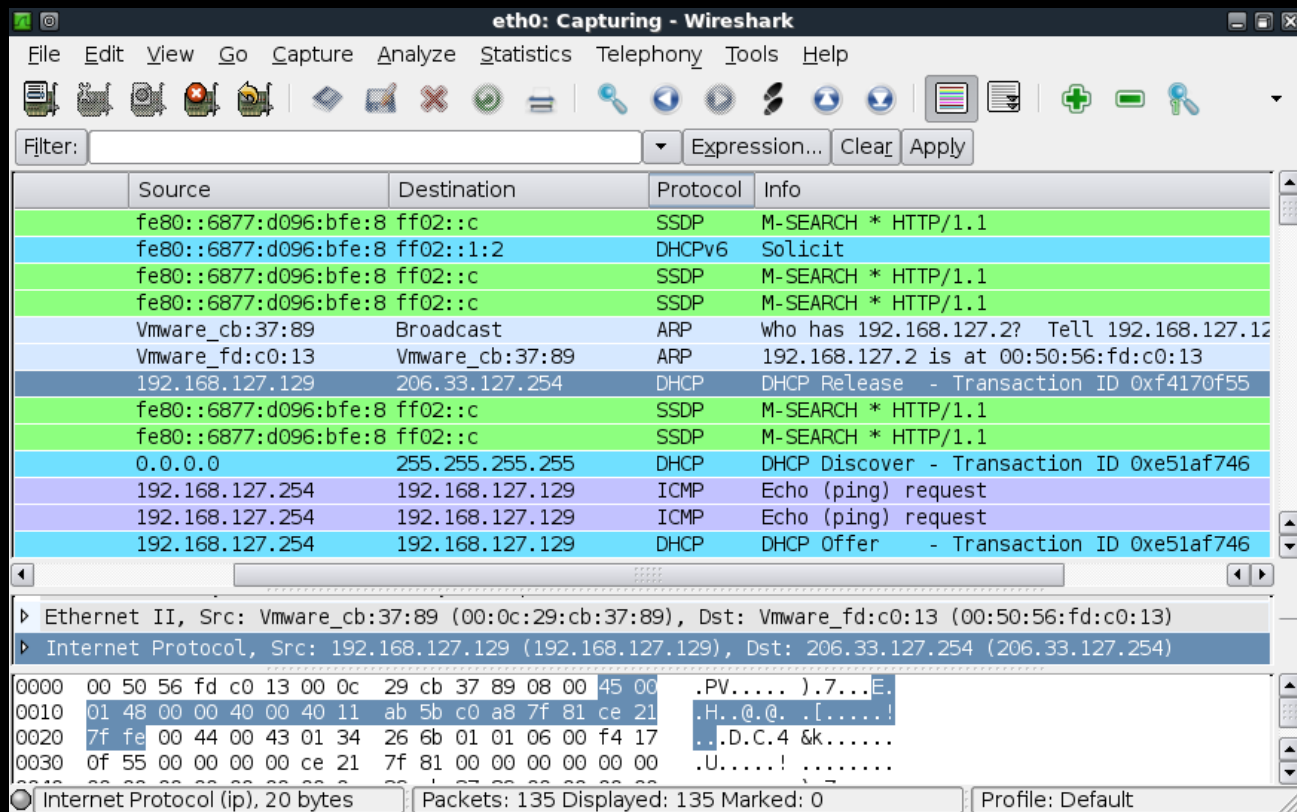 eth0: Capturing - Wireshark
File Edit View Go Capture Analyze Statistics Telephony Tools Help
Filter: Expression... Clear Apply
Source Destination Protocol Info
fe80::6877:d096:bfe:8 ff02::c SSDP M-SEARCH * HTTP/1.1
fe80::6877:d096:bfe:8 ff02::1:2 DHCPv6 Solicit
fe80::6877:d096:bfe:8 ff02::c SSDP M-SEARCH * HTTP/1.1
fe80::6877:d096:bfe:8 ff02::c SSDP M-SEARCH * HTTP/1.1
Vmware_cb:37:89 Broadcast ARP Who has 192.168.127.2? Tell 192.168.127.12
Vmware_fd:c0:13 Vmware_cb:37:89 ARP 192.168.127.2 is at 00:50:56:fd:c0:13
192.168.127.129 206.33.127.254 DHCP DHCP Release - Transaction ID 0xf4170f55
fe80::6877:d096:bfe:8 ff02::c SSDP M-SEARCH * HTTP/1.1
fe80::6877:d096:bfe:8 ff02::c SSDP M-SEARCH * HTTP/1.1
0.0.0.0 255.255.255.255 DHCP DHCP Discover - Transaction ID 0xe51af746
192.168.127.254 192.168.127.129 ICMP Echo (ping) request
192.168.127.254 192.168.127.129 ICMP Echo (ping) request
192.168.127.254 192.168.127.129 DHCP DHCP Offer - Transaction ID 0xe51af746
Ethernet II, Src: Vmware_cb:37:89 (00:0c:29:cb:37:89), Dst: Vmware_fd:c0:13 (00:50:56:fd:c0:13)
Internet Protocol, Src: 192.168.127.129 (192.168.127.129), Dst: 206.33.127.254 (206.33.127.254)
0000 00 50 56 fd c0 13 00 0c 29 cb 37 89 08 00 45 00 .PV..... ).7...E.
0010 01 48 00 00 40 00 40 11 ab 5b c0 a8 7f 81 ce 21 .H..@.@. .[.....!
0020 7f fe 00 44 00 43 01 34 26 6b 01 01 06 00 f4 17 ...D.C.4 &k......
0030 0f 55 00 00 00 00 ce 21 7f 81 00 00 00 00 00 00 .U.....! ........
Internet Protocol (ip), 20 bytes Packets: 135 Displayed: 135 Marked: 0 Profile: Default